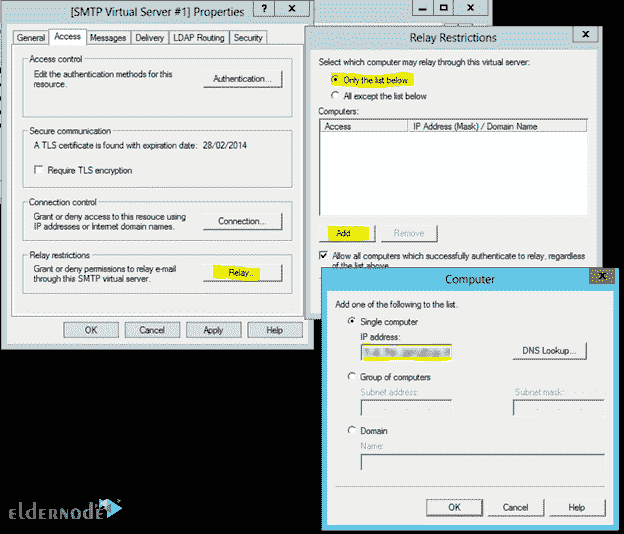 [SMTP Virtual Server #1] Properties
General
Access
Messages
Delivery
LDAP Routing
Security
Access control
Edit the authentication methods for this
resource.
Authentication...
Secure communication
A TLS certificate is found with expiration date: 28/02/2014
Require TLS encryption
Connection control
Grant or deny access to this resouce using
IP addresses or Internet domain names.
Connection...
Relay restrictions
Grant or deny permissions to relay e-mail
through this SMTP virtual server.
Relay...
OK
Cancel
Apply
Help
Relay Restrictions
Select which computer may relay through this virtual server:
Only the list below
All except the list below
Computers:
Access
IP Address (Mask) / Domain Name
Add
Remove
Allow all computers which successfully authenticate to relay, regardless
of the list above.
Computer
Add one of the following to the list.
Single computer
IP address:
DNS Lookup...
Group of computers
Subnet address:
Subnet mask:
Domain
Name:
OK
Cancel
Help
ELDERNODE